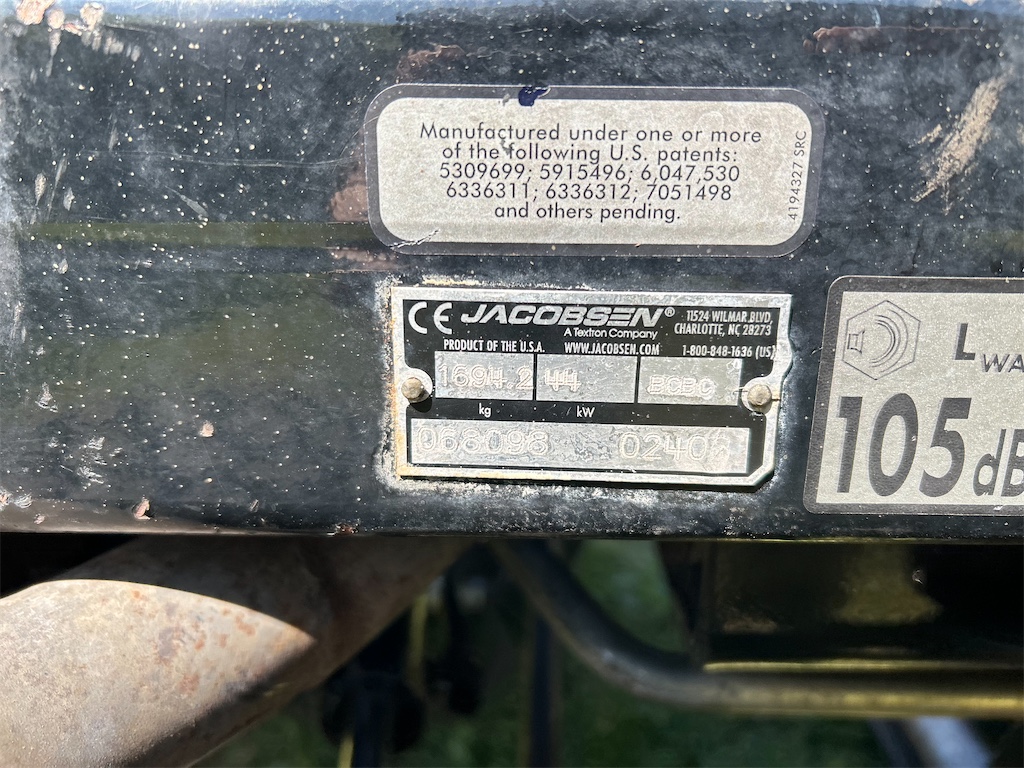 Manufactured under one or more
of the following U.S. patents:
5309699; 5915496; 6,047,530
6336311; 6336312; 7051498
and others pending.
4194327 SRC
CE JACOBSEN® 11524 WILMAR BLVD,
A Textron Company CHARLOTTE, NC 28273
PRODUCT OF THE U.S.A. WWW.JACOBSEN.COM 1-800-848-1636 (US)
1694.2 44 BCBC
kg kW
066098
LWA
105 dB